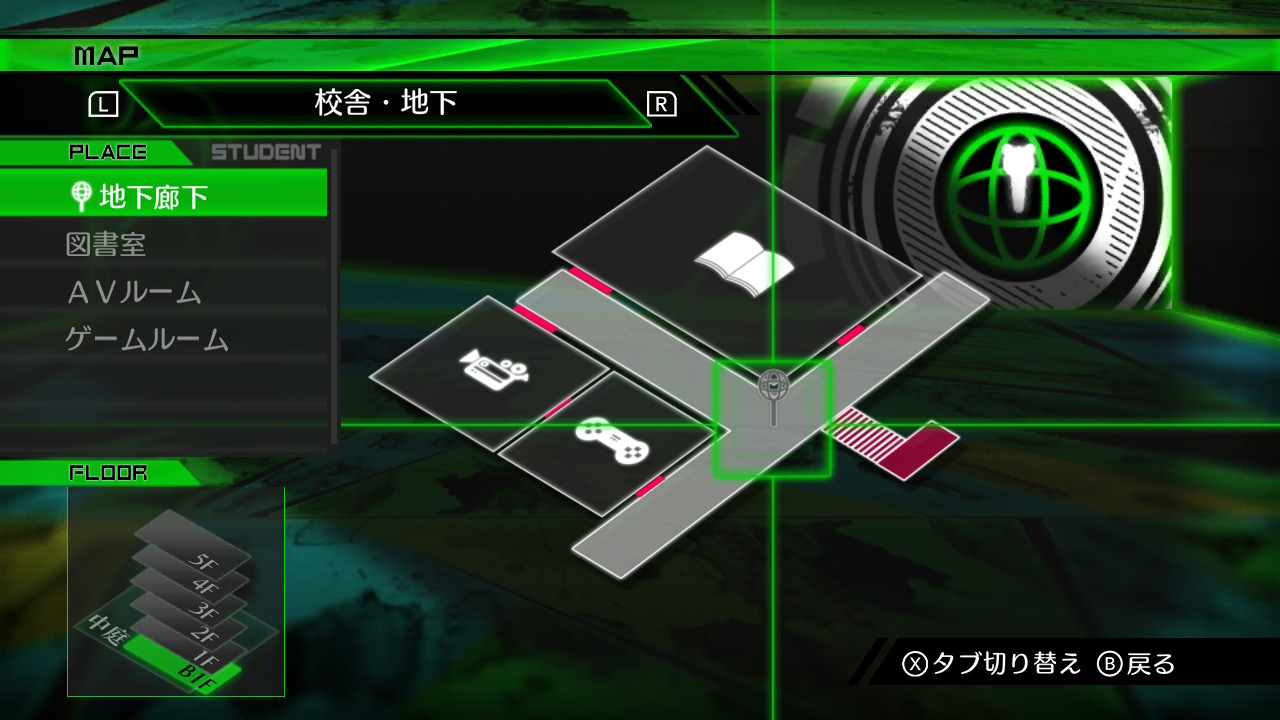 MAP
L 校舎・地下 R
PLACE STUDENT
地下廊下
図書室
AVルーム
ゲームルーム
FLOOR
5F
4F
3F
2F
1F
中庭
B1F
Ⓧタブ切り替え Ⓑ戻る